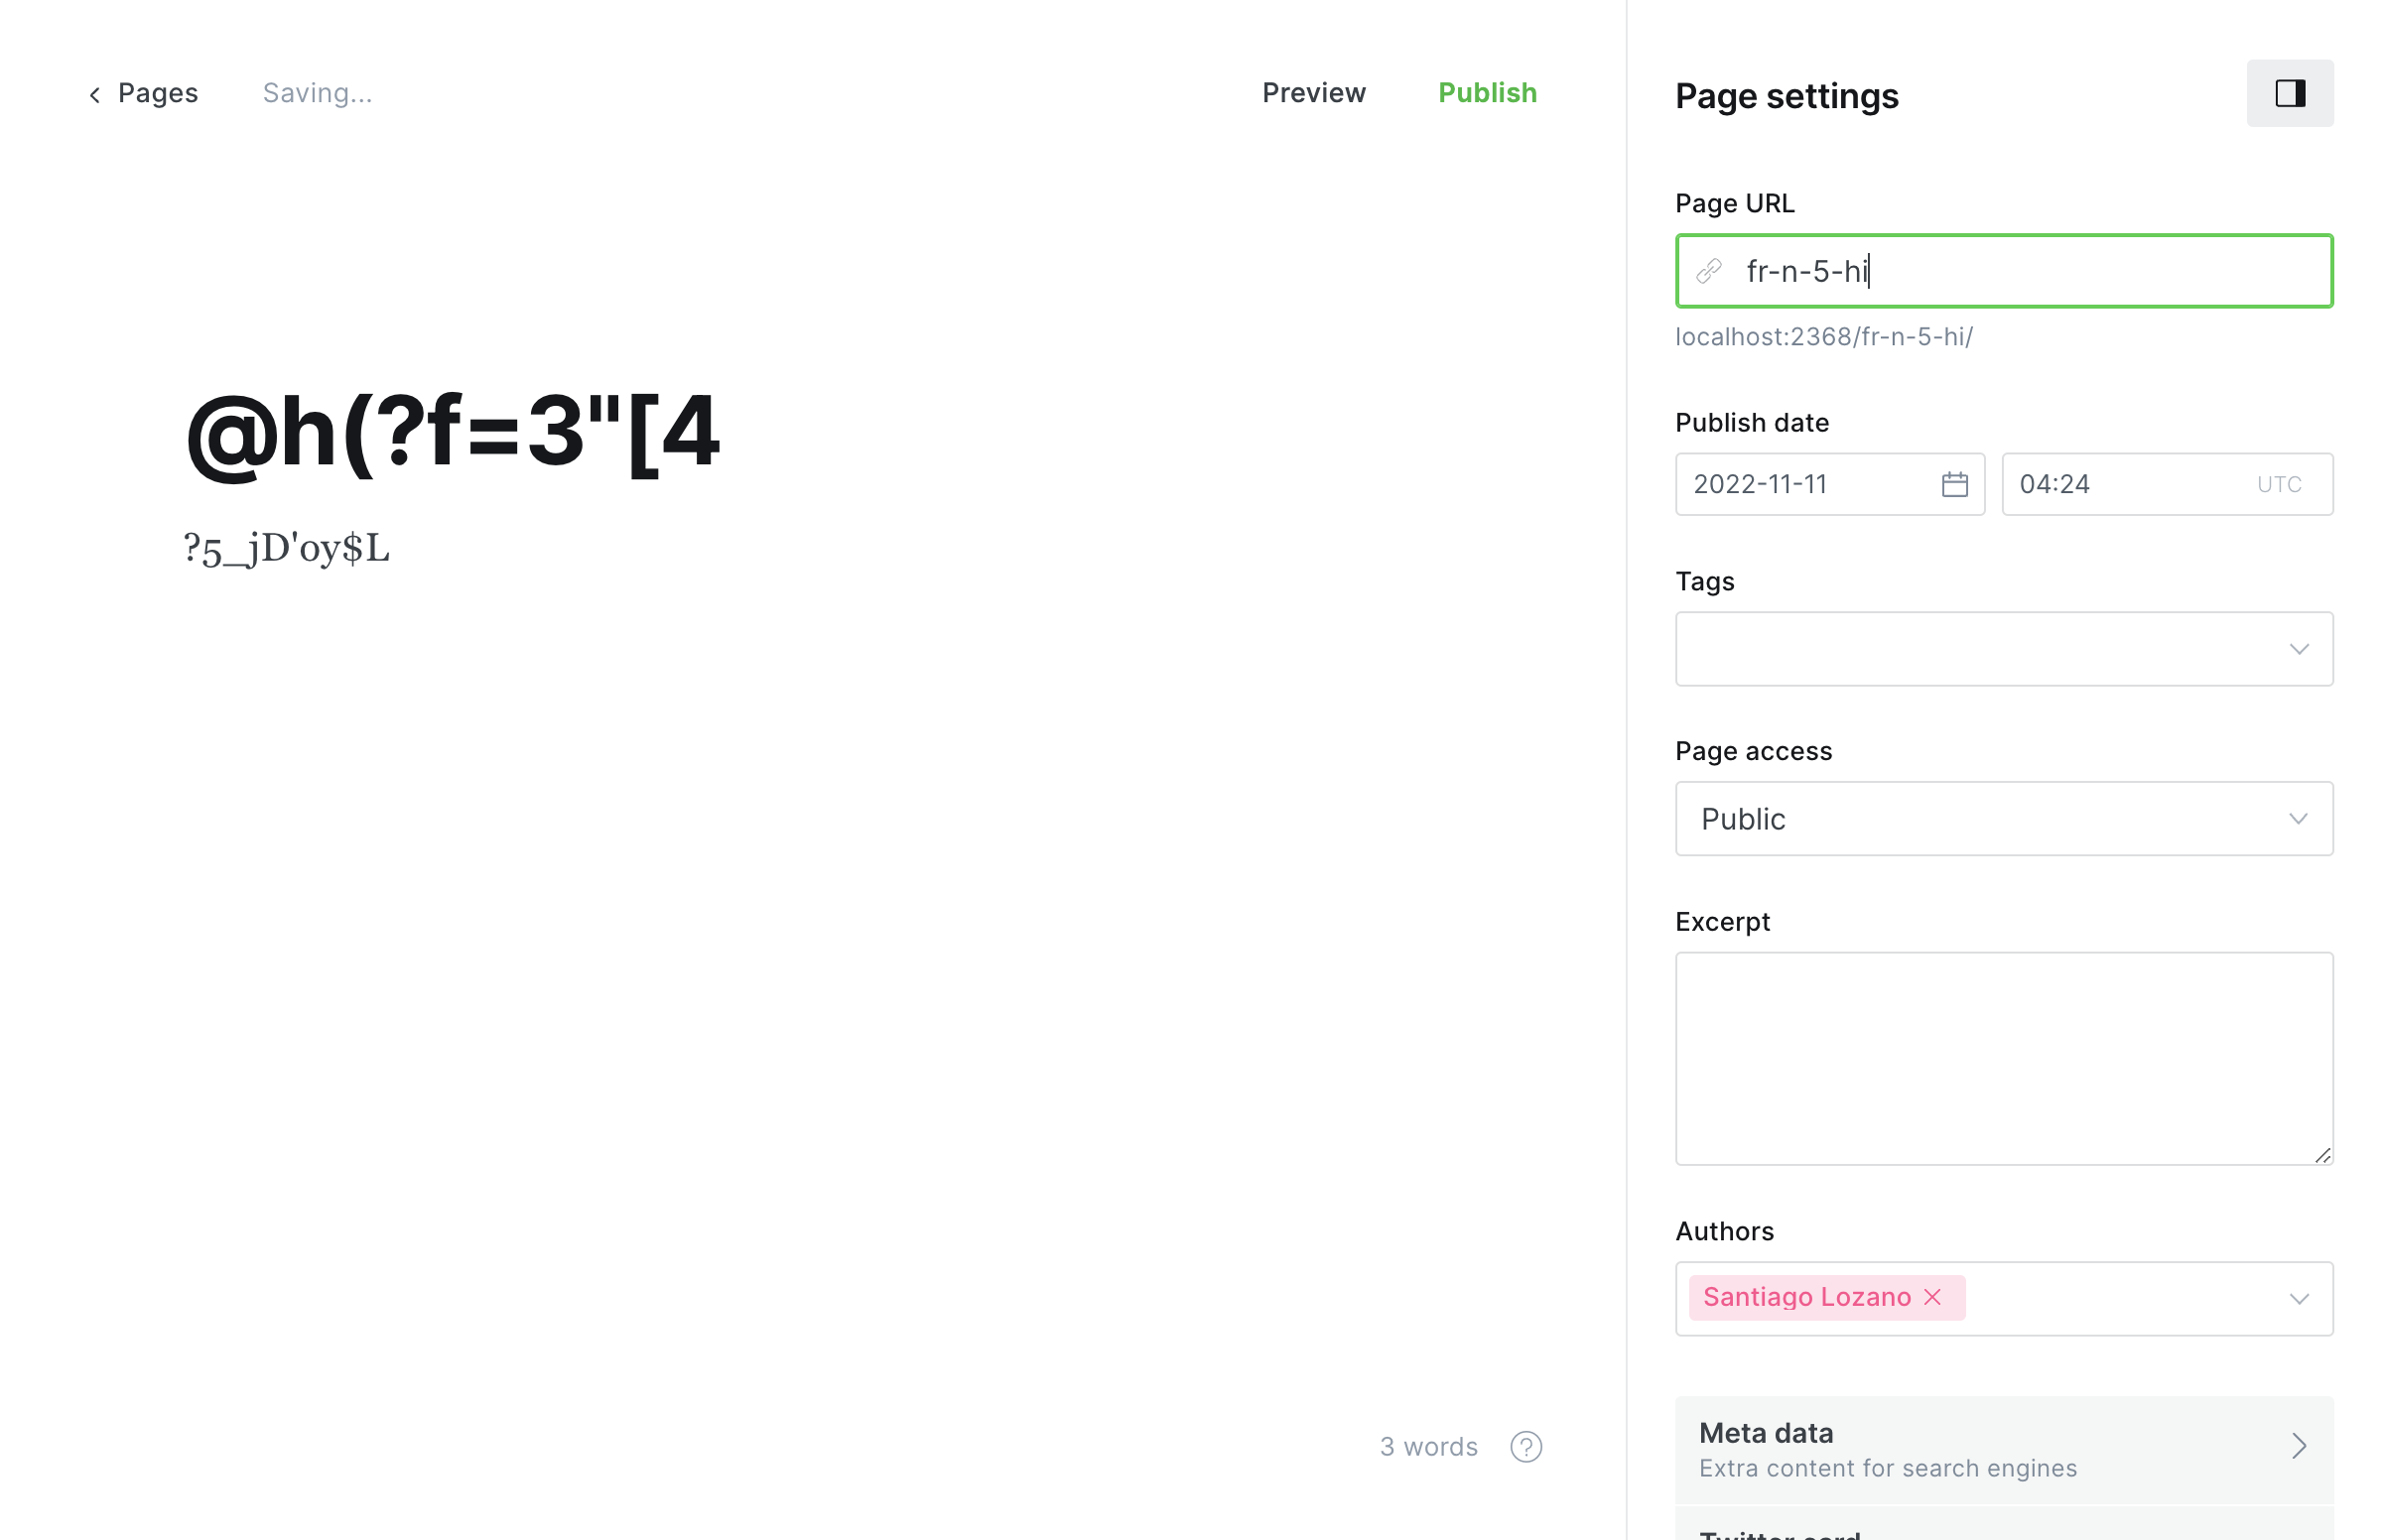 Pages
Saving...
Preview
Publish
@h(?f=3"[4
?5_jD'oy$L
3 words
?
Page settings
Page URL
fr-n-5-hi
localhost:2368/fr-n-5-hi/
Publish date
2022-11-11
04:24 UTC
Tags
Page access
Public
Excerpt
Authors
Santiago Lozano
Meta data
Extra content for search engines
Twitter card